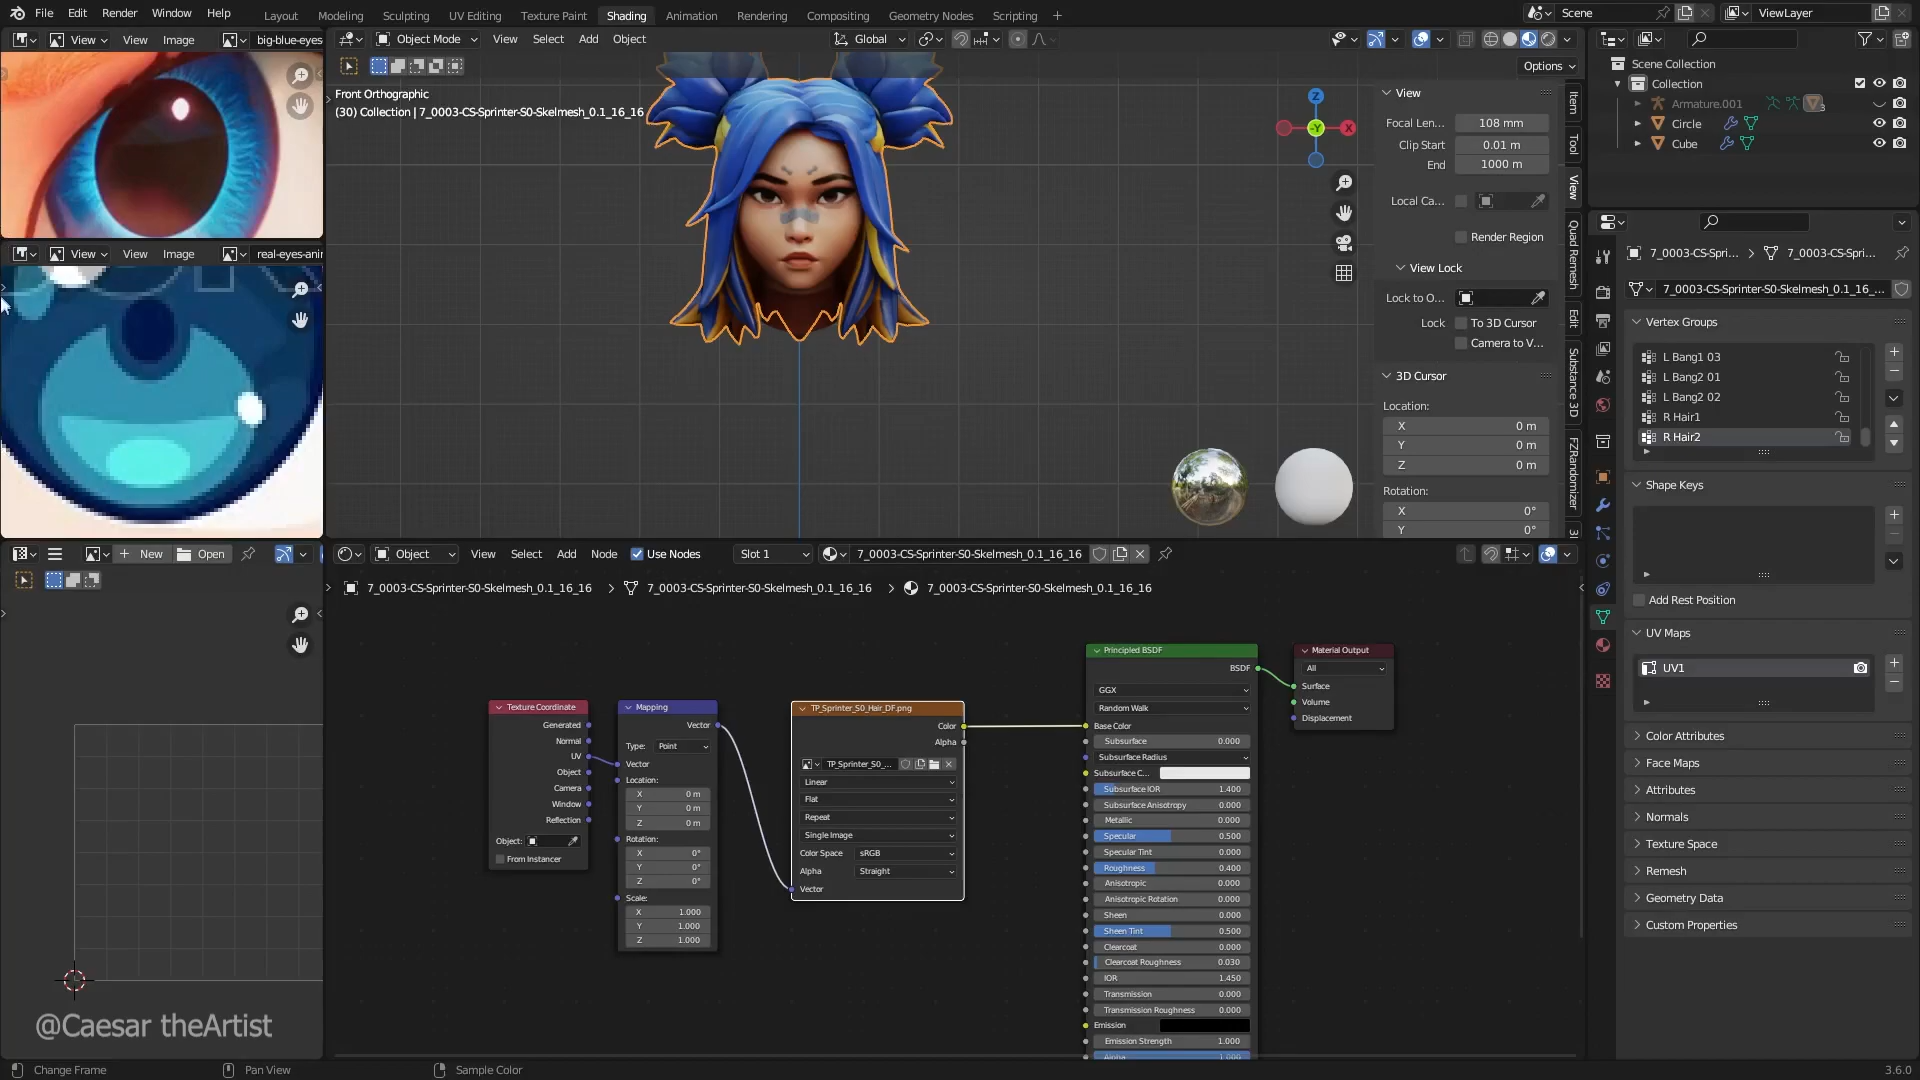 File Edit Render Window Help Layout Modeling Sculpting UV Editing Texture Paint Shading Animation Rendering Compositing Geometry Nodes Scripting + Scene ViewLayer
View View Image big-blue-eyes
Object Mode View Select Add Object Global
Options
Front Orthographic
(30) Collection | 7_0003-CS-Sprinter-S0-Skelmesh_0.1_16_16
Z
-Y
X
View
Focal Len... 108 mm
Clip Start 0.01 m
End 1000 m
Local Ca...
Render Region
View Lock
Lock to O...
Lock To 3D Cursor
Camera to V...
3D Cursor
Location:
X 0 m
Y 0 m
Z 0 m
Rotation:
X 0°
Y 0°
Item
Tool
View
Quad Remesh
Edit
Substance 3D
FZRandomizer
Scene Collection
Collection
Armature.001 3
Circle
Cube
7_0003-CS-Spri... 7_0003-CS-Spri...
7_0003-CS-Sprinter-S0-Skelmesh_0.1_16_...
Vertex Groups
L Bang1 03
L Bang2 01
L Bang2 02
R Hair1
R Hair2
Shape Keys
Add Rest Position
UV Maps
UV1
Color Attributes
Face Maps
Attributes
Normals
Texture Space
Remesh
Geometry Data
Custom Properties
View View Image real-eyes-anir
+ New Open
Object View Select Add Node Use Nodes Slot 1 7_0003-CS-Sprinter-S0-Skelmesh_0.1_16_16
7_0003-CS-Sprinter-S0-Skelmesh_0.1_16_16 7_0003-CS-Sprinter-S0-Skelmesh_0.1_16_16 7_0003-CS-Sprinter-S0-Skelmesh_0.1_16_16
Texture Coordinate
Generated
Normal
UV
Object
Camera
Window
Reflection
Object:
From Instancer
Mapping
Vector
Type: Point
Vector
Location:
X 0 m
Y 0 m
Z 0 m
Rotation:
X 0°
Y 0°
Z 0°
Scale:
X 1.000
Y 1.000
Z 1.000
TP_Sprinter_S0_Hair_DF.png
Color
Alpha
TP_Sprinter_S0_...
Linear
Flat
Repeat
Single Image
Color Space sRGB
Alpha Straight
Vector
Principled BSDF
BSDF
GGX
Random Walk
Base Color
Subsurface 0.000
Subsurface Radius
Subsurface C...
Subsurface IOR 1.400
Subsurface Anisotropy 0.000
Metallic 0.000
Specular 0.500
Specular Tint 0.000
Roughness 0.400
Anisotropic 0.000
Anisotropic Rotation 0.000
Sheen 0.000
Sheen Tint 0.500
Clearcoat 0.000
Clearcoat Roughness 0.030
IOR 1.450
Transmission 0.000
Transmission Roughness 0.000
Emission
Emission Strength 1.000
Alpha 1.000
Material Output
All
Surface
Volume
Displacement
@Caesar theArtist
Change Frame Pan View Sample Color 3.6.0